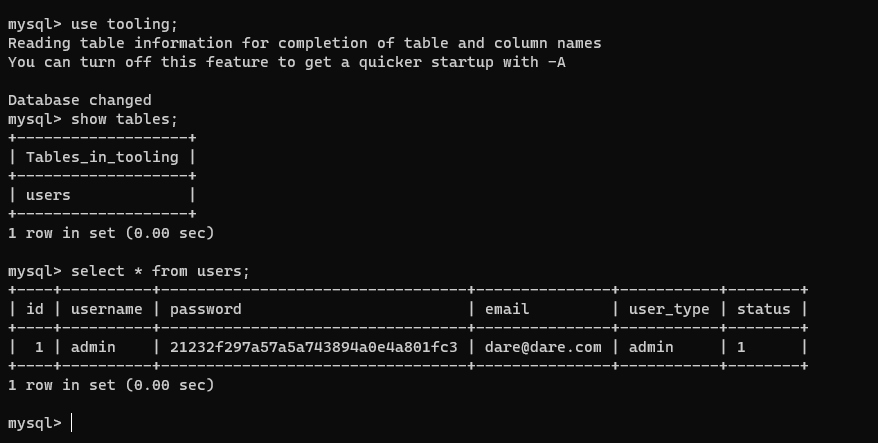 mysql> use tooling;
Reading table information for completion of table and column names
You can turn off this feature to get a quicker startup with -A
Database changed
mysql> show tables;
+-------------------+
| Tables_in_tooling |
+-------------------+
| users             |
+-------------------+
1 row in set (0.00 sec)
mysql> select * from users;
+----+----------+----------------------------------+---------------+-----------+--------+
| id | username | password                         | email         | user_type | status |
+----+----------+----------------------------------+---------------+-----------+--------+
|  1 | admin    | 21232f297a57a5a743894a0e4a801fc3 | dare@dare.com | admin     | 1      |
+----+----------+----------------------------------+---------------+-----------+--------+
1 row in set (0.00 sec)
mysql>